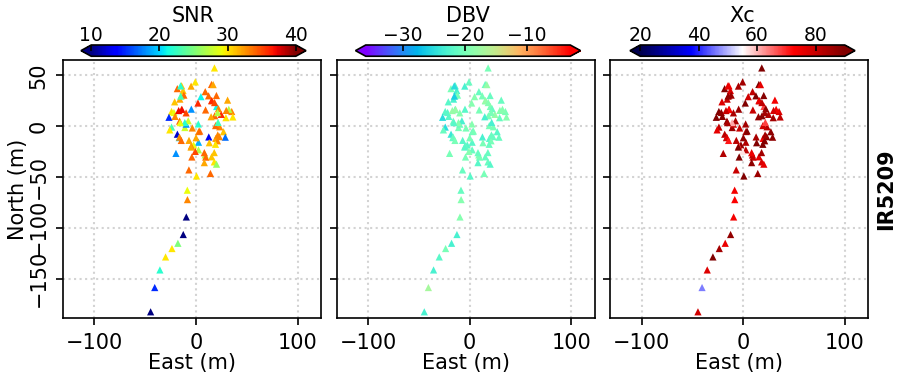 SNR DBV Xc
10 20 30 40 −30 −20 −10 20 40 60 80
50
0
−50
−100
−150
North (m)
IR5209
−100 0 100 −100 0 100 −100 0 100
East (m) East (m) East (m)